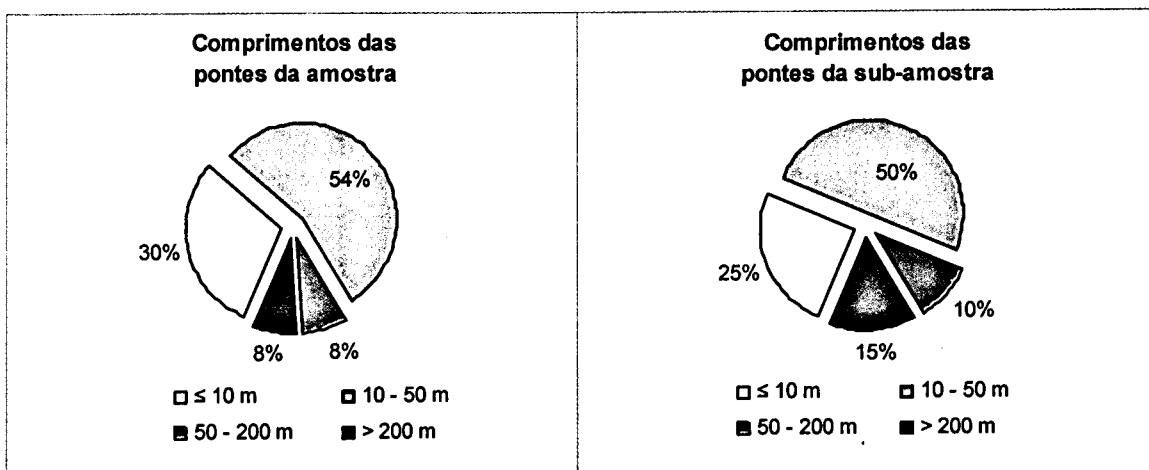 Comprimentos das
pontes da amostra
54%
30%
8%
8%
≤ 10 m
10 - 50 m
50 - 200 m
> 200 m
Comprimentos das
pontes da sub-amostra
50%
25%
10%
15%
≤ 10 m
10 - 50 m
50 - 200 m
> 200 m